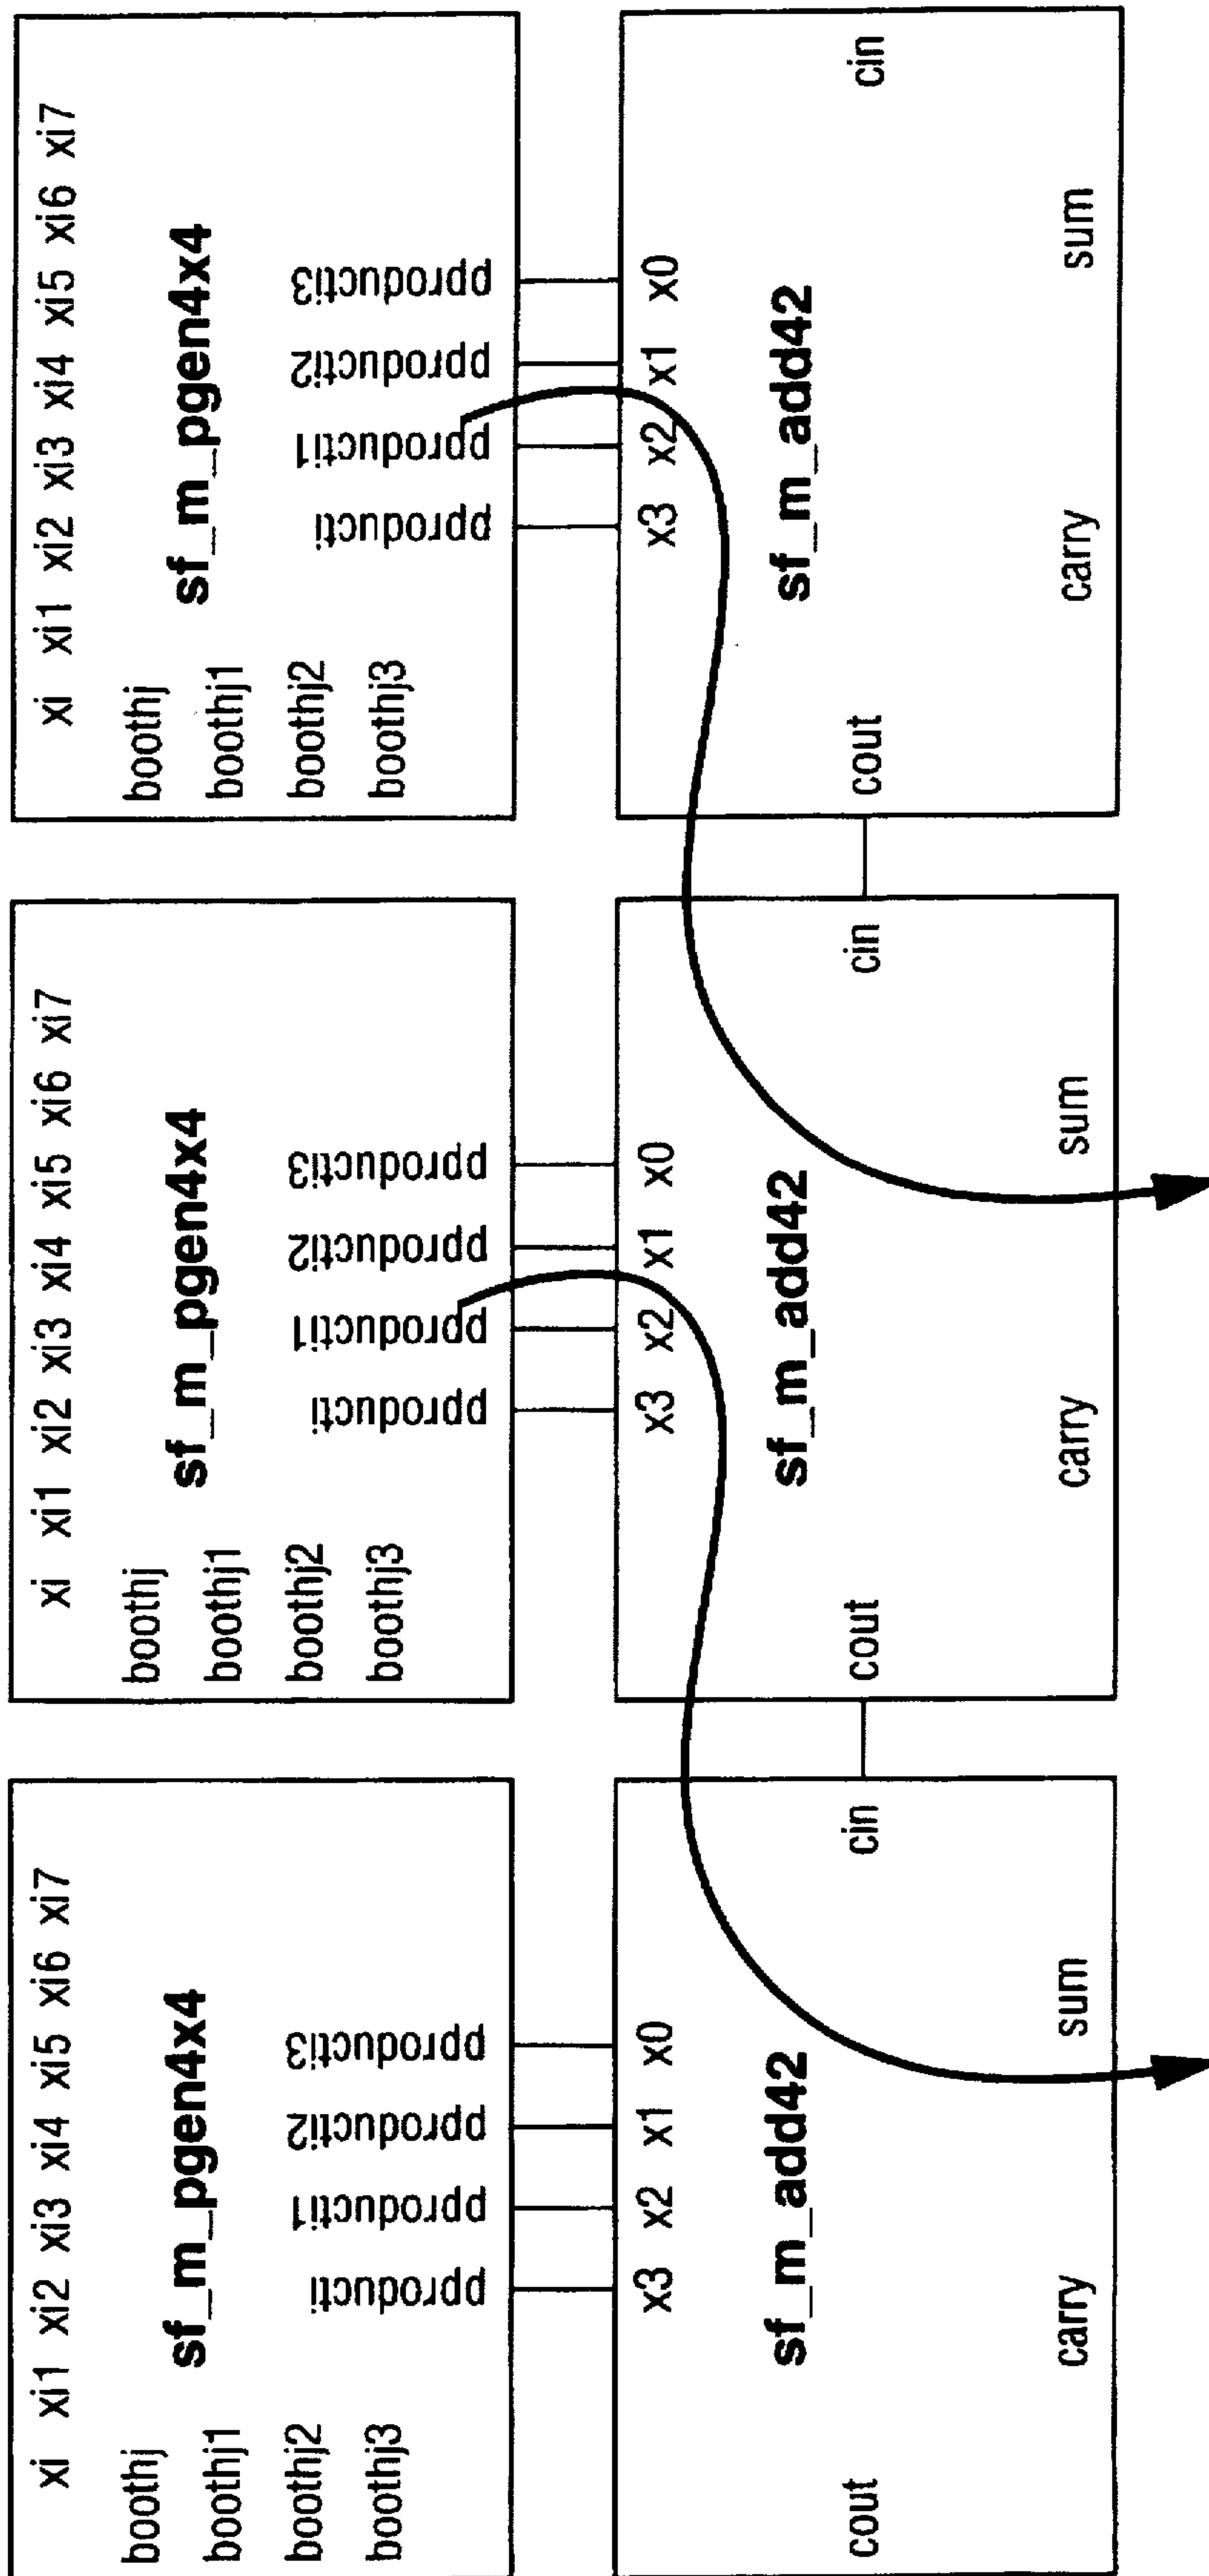 xi xi1 xi2 xi3 xi4 xi5 xi6 xi7
boothj
sf_m_pgen4x4
boothj1
boothj2
boothj3
pproducti
pproducti1
pproducti2
pproducti3
xi xi1 xi2 xi3 xi4 xi5 xi6 xi7
boothj
sf_m_pgen4x4
boothj1
boothj2
boothj3
pproducti
pproducti1
pproducti2
pproducti3
xi xi1 xi2 xi3 xi4 xi5 xi6 xi7
boothj
sf_m_pgen4x4
boothj1
boothj2
boothj3
pproducti
pproducti1
pproducti2
pproducti3
x3 x2 x1 x0
sf_m_add42
cout cin
carry sum
x3 x2 x1 x0
sf_m_add42
cout cin
carry sum
x3 x2 x1 x0
sf_m_add42
cout cin
carry sum